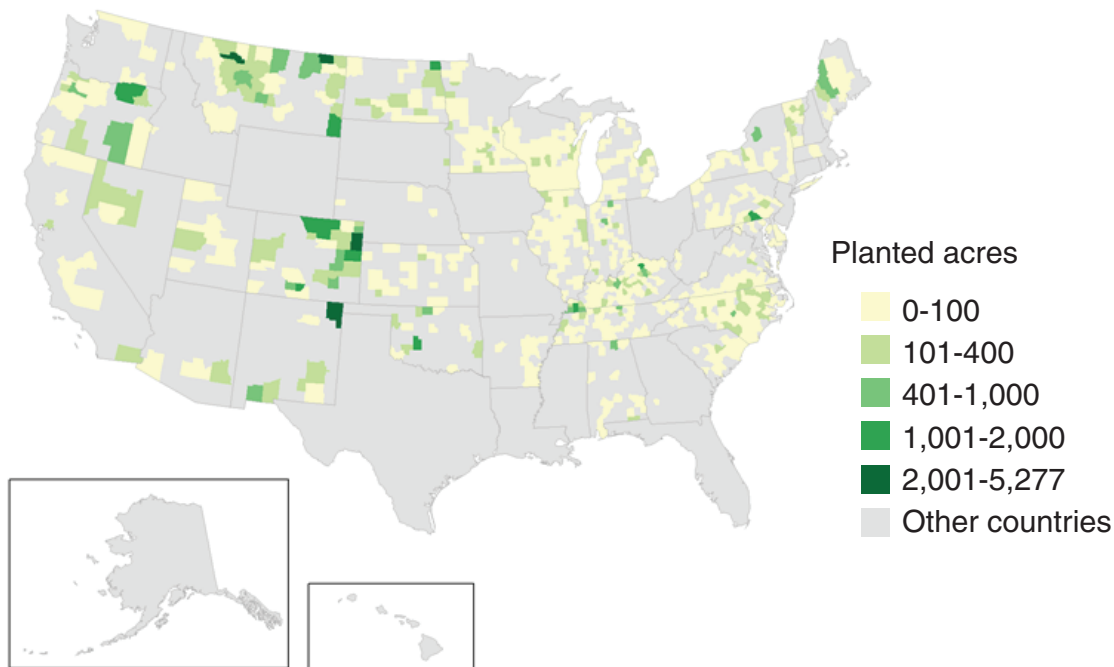 Planted acres
0-100
101-400
401-1,000
1,001-2,000
2,001-5,277
Other countries